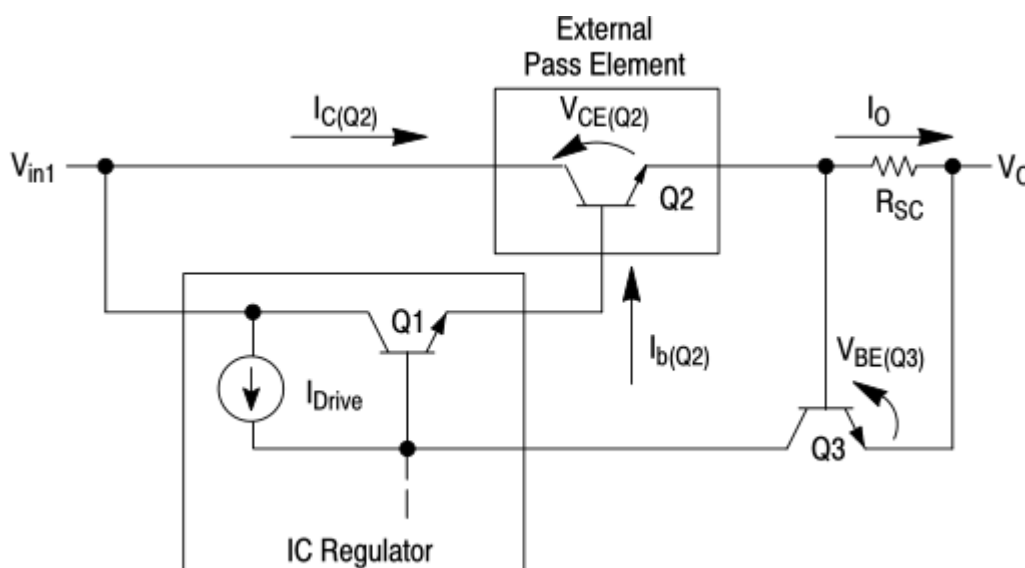 External
Pass Element
I_C(Q2)
V_CE(Q2)
I_O
V_in1
Q2
R_SC
V_O
Q1
I_Drive
I_b(Q2)
V_BE(Q3)
Q3
IC Regulator